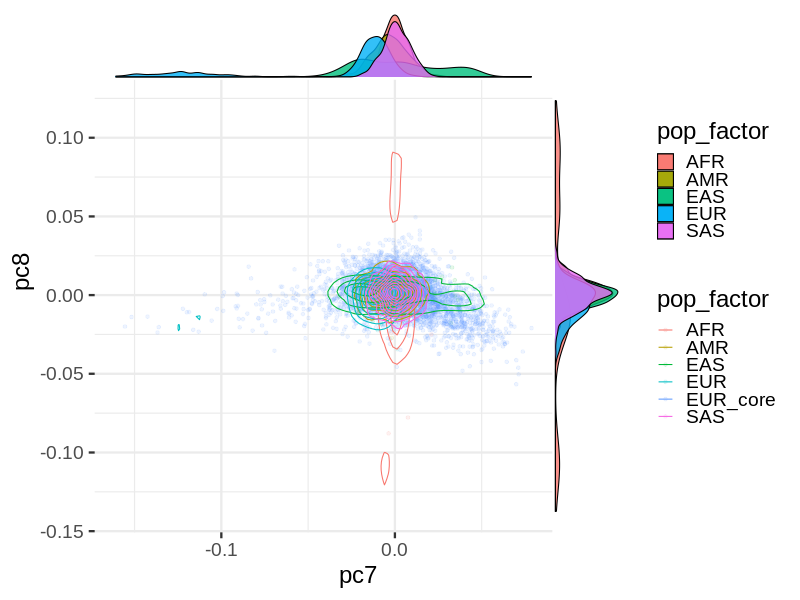 pop_factor
AFR
AMR
EAS
EUR
SAS
pop_factor
AFR
AMR
EAS
EUR
EUR_core
SAS
0.10
0.05
0.00
-0.05
-0.10
-0.15
pc8
-0.1
0.0
pc7